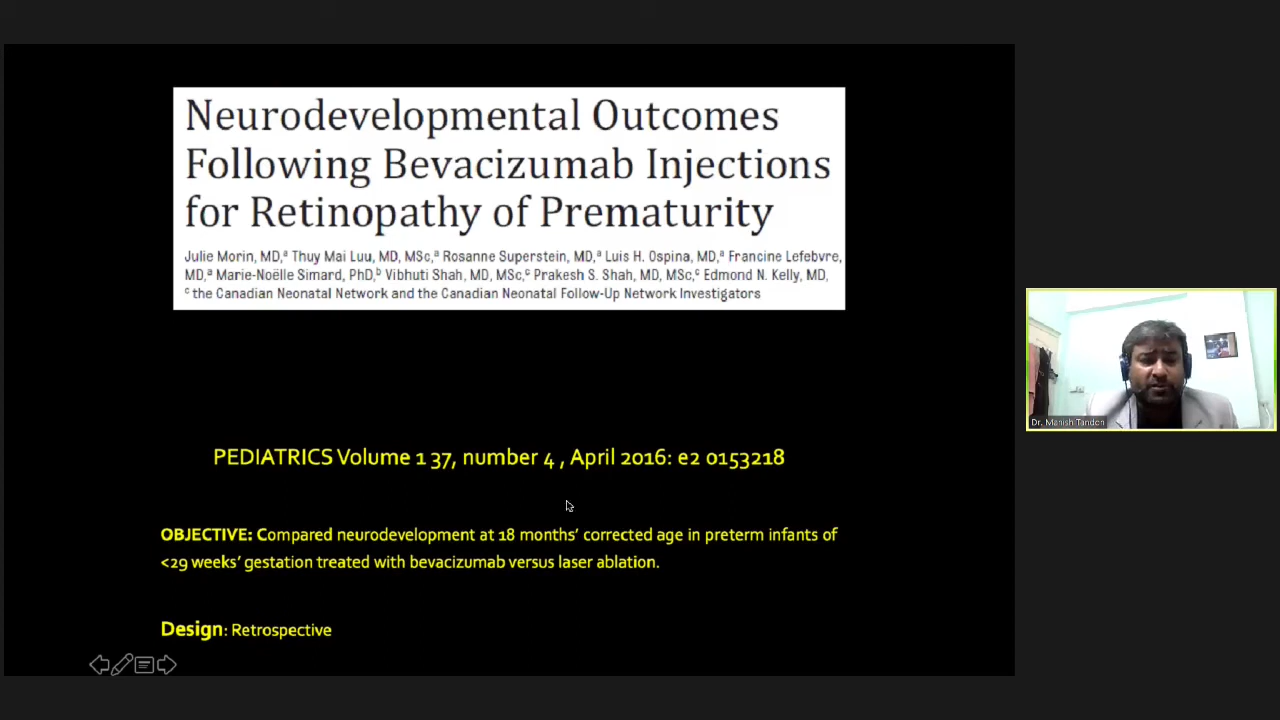 Neurodevelopmental Outcomes
Following Bevacizumab Injections
for Retinopathy of Prematurity
Julie Morin, MD,ª Thuy Mai Luu, MD, MSc,ª Rosanne Superstein, MD,ª Luis H. Ospina, MD,ª Francine Lefebvre,
MD,ª Marie-Noëlle Simard, PhD,ᵇ Vibhuti Shah, MD, MSc,ᶜ Prakesh S. Shah, MD, MSc,ᶜ Edmond N. Kelly, MD,
ᶜ the Canadian Neonatal Network and the Canadian Neonatal Follow-Up Network Investigators
PEDIATRICS Volume 1 37, number 4 , April 2016: e2 0153218
OBJECTIVE: Compared neurodevelopment at 18 months’ corrected age in preterm infants of
<29 weeks’ gestation treated with bevacizumab versus laser ablation.
Design: Retrospective
Dr. Manish Tandon